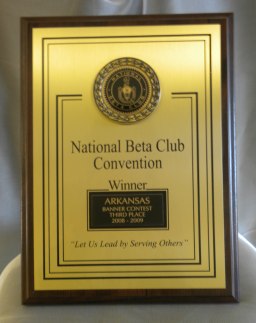 National Beta Club
Convention
Winner
ARKANSAS
BANNER CONTEST
THIRD PLACE
2008 - 2009
"Let Us Lead by Serving Others"